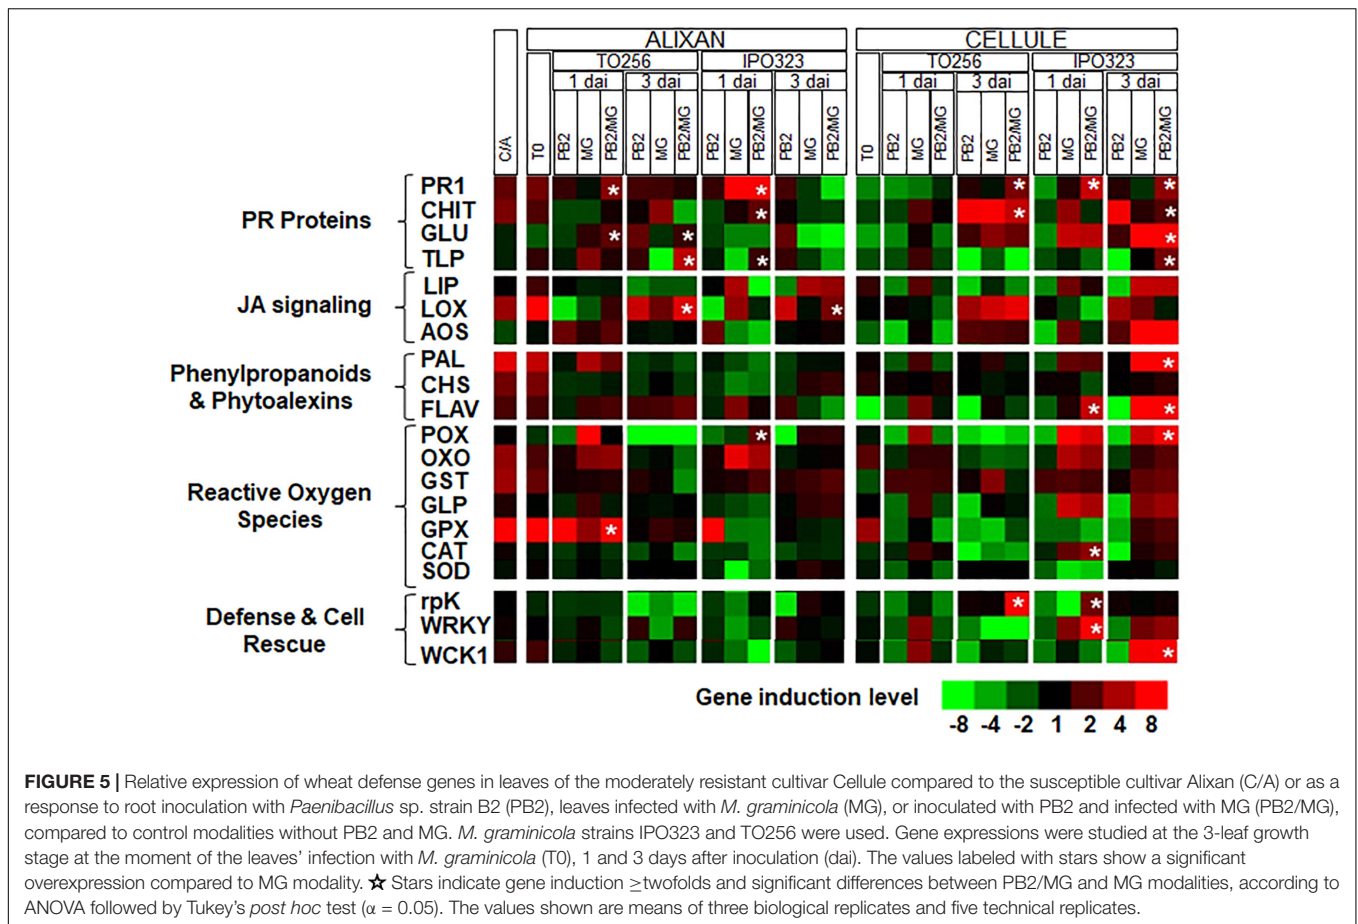 ALIXAN CELLULE
TO256 IPO323 TO256 IPO323
1 dai 3 dai 1 dai 3 dai 1 dai 3 dai 1 dai 3 dai
C/A T0 PB2 MG PB2/MG PB2 MG PB2/MG PB2 MG PB2/MG PB2 MG PB2/MG T0 PB2 MG PB2/MG PB2 MG PB2/MG PB2 MG PB2/MG PB2 MG PB2/MG
PR Proteins
PR1 * * * * *
CHIT * * *
GLU * * *
TLP * * *
JA signaling
LIP
LOX * *
AOS
Phenylpropanoids
& Phytoalexins
PAL *
CHS
FLAV * *
Reactive Oxygen
Species
POX * *
OXO
GST
GLP
GPX *
CAT *
SOD
Defense & Cell
Rescue
rpK * *
WRKY *
WCK1 *
Gene induction level
-8 -4 -2 1 2 4 8
FIGURE 5 | Relative expression of wheat defense genes in leaves of the moderately resistant cultivar Cellule compared to the susceptible cultivar Alixan (C/A) or as a
response to root inoculation with Paenibacillus sp. strain B2 (PB2), leaves infected with M. graminicola (MG), or inoculated with PB2 and infected with MG (PB2/MG),
compared to control modalities without PB2 and MG. M. graminicola strains IPO323 and TO256 were used. Gene expressions were studied at the 3-leaf growth
stage at the moment of the leaves' infection with M. graminicola (T0), 1 and 3 days after inoculation (dai). The values labeled with stars show a significant
overexpression compared to MG modality. ☆ Stars indicate gene induction ≥twofolds and significant differences between PB2/MG and MG modalities, according to
ANOVA followed by Tukey's post hoc test (α = 0.05). The values shown are means of three biological replicates and five technical replicates.